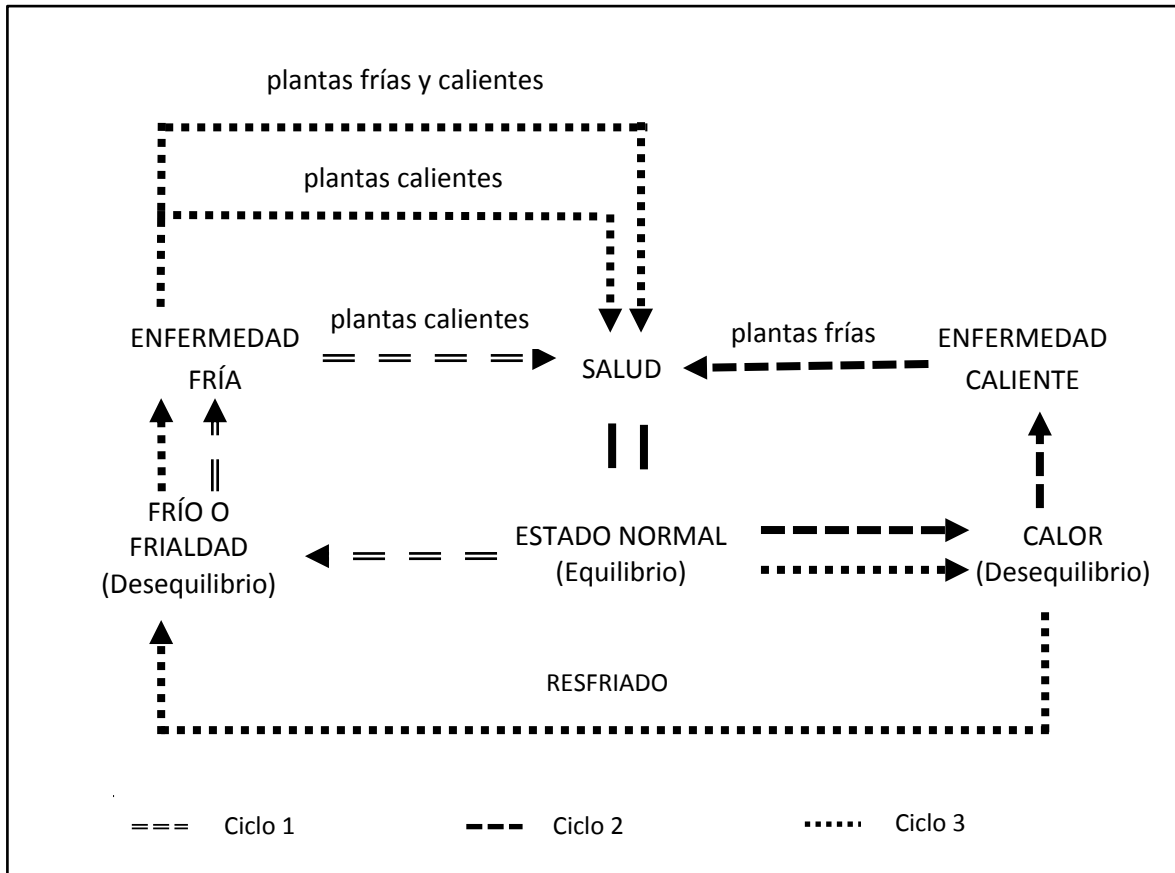 plantas frías y calientes
plantas calientes
plantas calientes
plantas frías
ENFERMEDAD
FRÍA
SALUD
ENFERMEDAD
CALIENTE
FRÍO O
FRIALDAD
(Desequilibrio)
ESTADO NORMAL
(Equilibrio)
CALOR
(Desequilibrio)
RESFRIADO
Ciclo 1
Ciclo 2
Ciclo 3